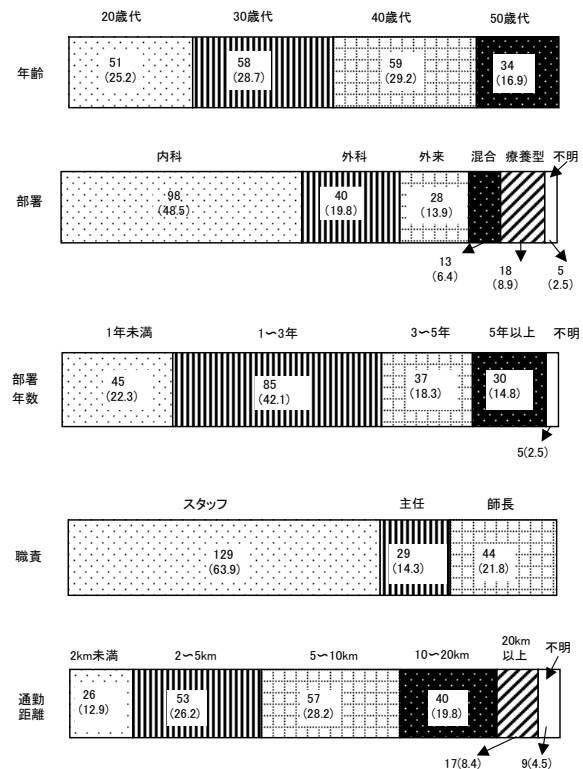 20歳代 30歳代 40歳代 50歳代
年齢
51 58 59 34
(25.2) (28.7) (29.2) (16.9)
内科 外科 外来 混合 療養型 不明
部署
98 40 28
(48.5) (19.8) (13.9)
13 18 5
(6.4) (8.9) (2.5)
1年未満 1〜3年 3〜5年 5年以上 不明
部署
年数
45 85 37 30
(22.3) (42.1) (18.3) (14.8)
5(2.5)
スタッフ 主任 師長
職責
129 29 44
(63.9) (14.3) (21.8)
2km未満 2〜5km 5〜10km 10〜20km 20km
以上 不明
通勤
距離
26 53 57 40
(12.9) (26.2) (28.2) (19.8)
17(8.4) 9(4.5)